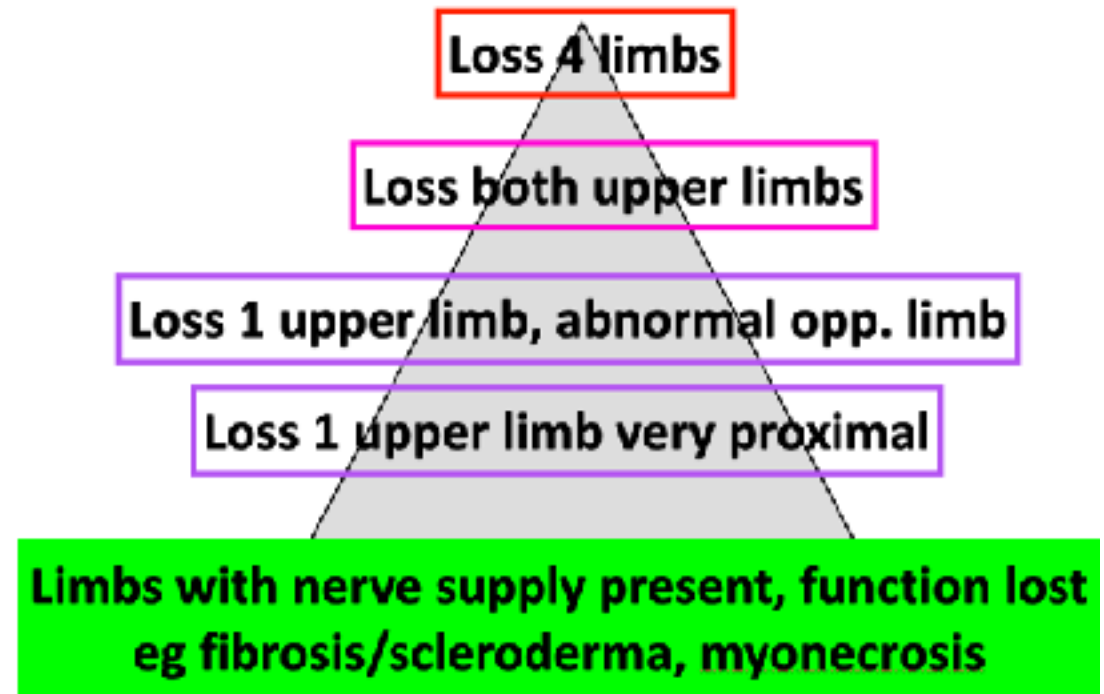 Loss 4 limbs
Loss both upper limbs
Loss 1 upper limb, abnormal opp. limb
Loss 1 upper limb very proximal
Limbs with nerve supply present, function lost
eg fibrosis/scleroderma, myonecrosis